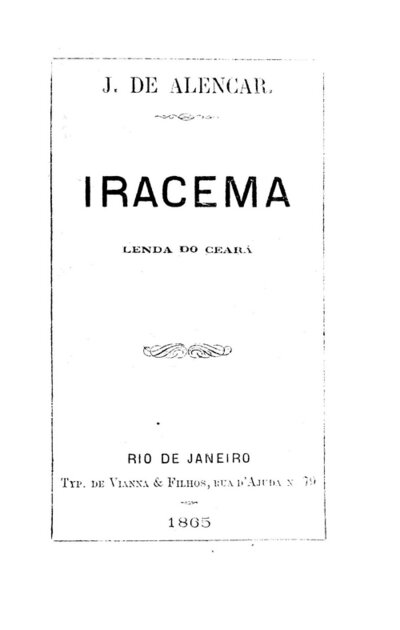 J. DE ALENCAR.
IRACEMA
LENDA DO CEARÁ
RIO DE JANEIRO
TYP. DE VIANNA & FILHOS, RUA D'AJUDA N 79
1865